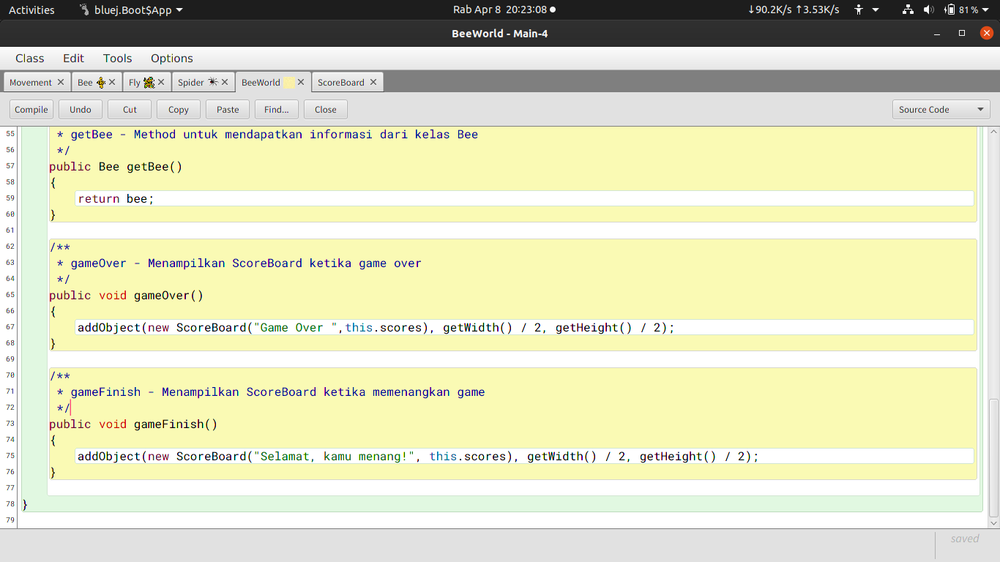 Activities bluej.Boot$App Rab Apr 8 20:23:08 ↓90.2K/s ↑3.53K/s 81%
BeeWorld - Main-4
Class Edit Tools Options
Movement Bee Fly Spider BeeWorld ScoreBoard
Compile Undo Cut Copy Paste Find... Close Source Code
55 * getBee - Method untuk mendapatkan informasi dari kelas Bee
56 */
57 public Bee getBee()
58 {
59 return bee;
60 }
61
62 /**
63 * gameOver - Menampilkan ScoreBoard ketika game over
64 */
65 public void gameOver()
66 {
67 addObject(new ScoreBoard("Game Over ",this.scores), getWidth() / 2, getHeight() / 2);
68 }
69
70 /**
71 * gameFinish - Menampilkan ScoreBoard ketika memenangkan game
72 */
73 public void gameFinish()
74 {
75 addObject(new ScoreBoard("Selamat, kamu menang!", this.scores), getWidth() / 2, getHeight() / 2);
76 }
77
78 }
79
saved